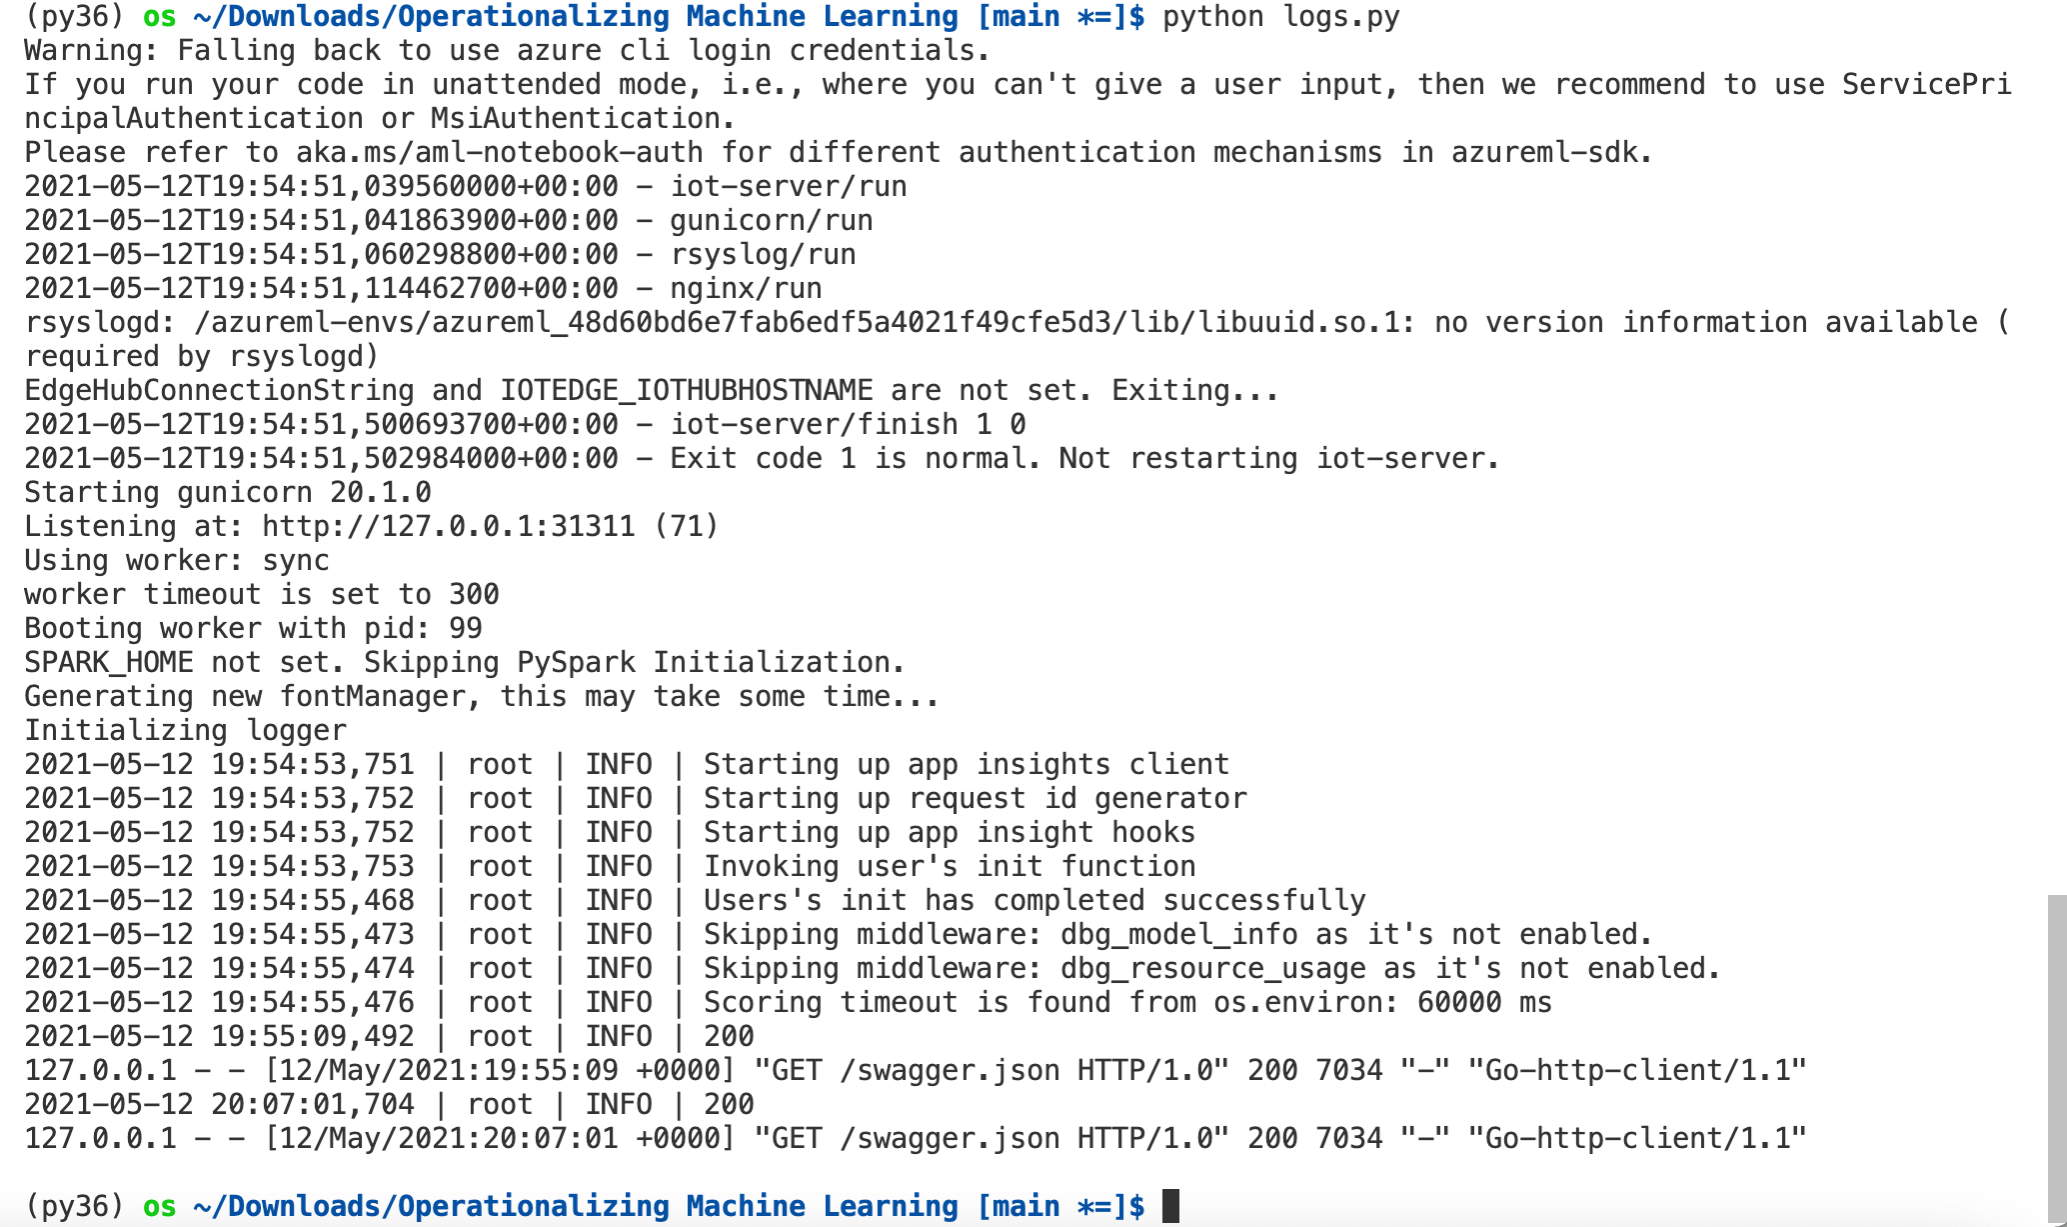 (py36) os ~/Downloads/Operationalizing Machine Learning [main *=]$ python logs.py
Warning: Falling back to use azure cli login credentials.
If you run your code in unattended mode, i.e., where you can't give a user input, then we recommend to use ServicePri
ncipalAuthentication or MsiAuthentication.
Please refer to aka.ms/aml-notebook-auth for different authentication mechanisms in azureml-sdk.
2021-05-12T19:54:51,039560000+00:00 - iot-server/run
2021-05-12T19:54:51,041863900+00:00 - gunicorn/run
2021-05-12T19:54:51,060298800+00:00 - rsyslog/run
2021-05-12T19:54:51,114462700+00:00 - nginx/run
rsyslogd: /azureml-envs/azureml_48d60bd6e7fab6edf5a4021f49cfe5d3/lib/libuuid.so.1: no version information available (
required by rsyslogd)
EdgeHubConnectionString and IOTEDGE_IOTHUBHOSTNAME are not set. Exiting...
2021-05-12T19:54:51,500693700+00:00 - iot-server/finish 1 0
2021-05-12T19:54:51,502984000+00:00 - Exit code 1 is normal. Not restarting iot-server.
Starting gunicorn 20.1.0
Listening at: http://127.0.0.1:31311 (71)
Using worker: sync
worker timeout is set to 300
Booting worker with pid: 99
SPARK_HOME not set. Skipping PySpark Initialization.
Generating new fontManager, this may take some time...
Initializing logger
2021-05-12 19:54:53,751 | root | INFO | Starting up app insights client
2021-05-12 19:54:53,752 | root | INFO | Starting up request id generator
2021-05-12 19:54:53,752 | root | INFO | Starting up app insight hooks
2021-05-12 19:54:53,753 | root | INFO | Invoking user's init function
2021-05-12 19:54:55,468 | root | INFO | Users's init has completed successfully
2021-05-12 19:54:55,473 | root | INFO | Skipping middleware: dbg_model_info as it's not enabled.
2021-05-12 19:54:55,474 | root | INFO | Skipping middleware: dbg_resource_usage as it's not enabled.
2021-05-12 19:54:55,476 | root | INFO | Scoring timeout is found from os.environ: 60000 ms
2021-05-12 19:55:09,492 | root | INFO | 200
127.0.0.1 - - [12/May/2021:19:55:09 +0000] "GET /swagger.json HTTP/1.0" 200 7034 "-" "Go-http-client/1.1"
2021-05-12 20:07:01,704 | root | INFO | 200
127.0.0.1 - - [12/May/2021:20:07:01 +0000] "GET /swagger.json HTTP/1.0" 200 7034 "-" "Go-http-client/1.1"
(py36) os ~/Downloads/Operationalizing Machine Learning [main *=]$